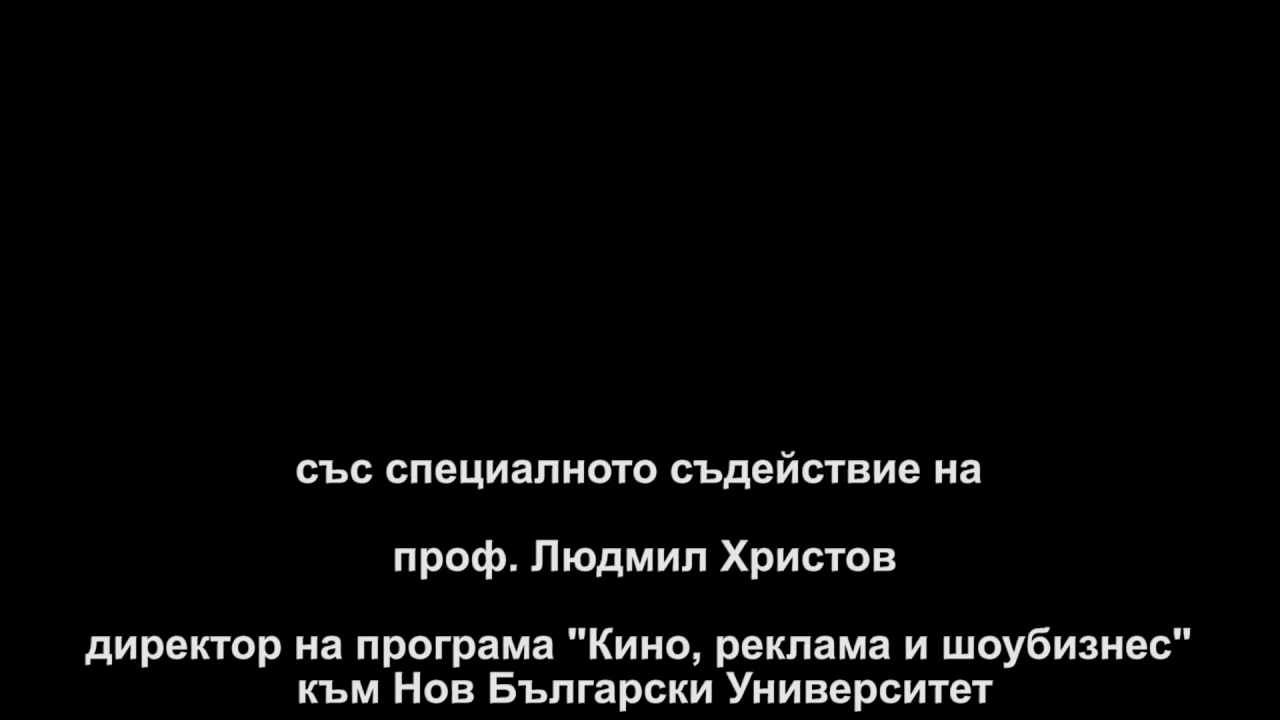 със специалното съдействие на
проф. Людмил Христов
директор на програма "Кино, реклама и шоубизнес"
към Нов Български Университет